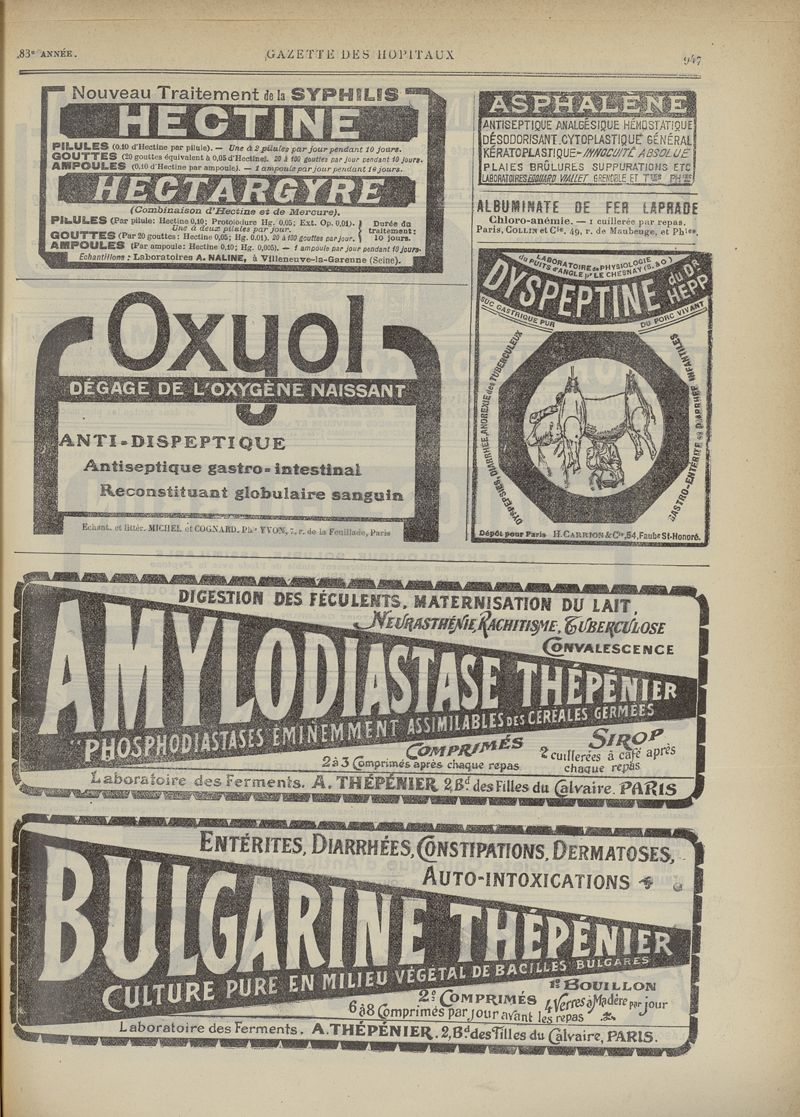 83e ANNÉE.
GAZETTE DES HOPITAUX
947
Nouveau Traitement de la SYPHILIS
HECTINE
PILULES (0.10 d'Hectine par pilule). — Une à 2 pilules par jour pendant 10 jours.
GOUTTES (20 gouttes équivalent à 0,05 d'Hectine). 20 à 100 gouttes par jour pendant 10 jours.
AMPOULES (0,10 d'Hectine par ampoule). — 1 ampoule par jour pendant 10 jours.
HECTARGYRE
(Combinaison d'Hectine et de Mercure).
PILULES (Par pilule: Hectine 0,10; Protoiodure Hg. 0,05; Ext. Op. 0,01).
Une à deux pilules par jour.
GOUTTES (Par 20 gouttes: Hectine 0,05; Hg. 0.01). 20 à 100 gouttes par jour.
Durée du
traitement:
10 jours.
AMPOULES (Par ampoule: Hectine 0,10; Hg. 0,005). — 1 ampoule par jour pendant 10 jours.
Échantillons: Laboratoires A. NALINE, à Villeneuve-la-Garenne (Seine).
ASPHALÈNE
ANTISEPTIQUE ANALGÉSIQUE HÉMOSTATIQUE
DÉSODORISANT CYTOPLASTIQUE GÉNÉRAL
KÉRATOPLASTIQUE-INNOCUITÉ ABSOLUE
PLAIES BRÛLURES SUPPURATIONS ETC
LABORATOIRES EDOUARD VIALLET GRENOBLE ET TTES PHIES
ALBUMINATE DE FER LAPRADE
Chloro-anémie. — 1 cuillerée par repas.
Paris, COLLIN et Cie, 49, r. de Maubeuge, et Phies.
LABORATOIRE de PHYSIOLOGIE
du PUITS d'ANGLE pr LE CHESNAY (S. & O.)
DYSPEPTINE
du Dr HEPP
SUC GASTRIQUE PUR
DU PORC VIVANT
DYSPEPSIES, DIARRHÉE, ANOREXIE des TUBERCULEUX
GASTRO-ENTÉRITE et DIARRHÉE INFANTILES
Dépôt pour Paris H. CARRION & Cie, 54, Faubg St-Honoré.
Oxyol
DÉGAGE DE L'OXYGÈNE NAISSANT
ANTI-DISPEPTIQUE
Antiseptique gastro-intestinal
Reconstituant globulaire sanguin
Echant. et littér. MICHEL et COGNARD. Phie YVON, 7, r. de la Feuillade, Paris
DIGESTION DES FÉCULENTS, MATERNISATION DU LAIT,
NEURASTHÉNIE RACHITISME, TUBERCULOSE
CONVALESCENCE
AMYLODIASTASE THÉPÉNIER
"PHOSPHODIASTASES ÉMINEMMENT ASSIMILABLES DES CÉRÉALES GERMÉES
COMPRIMÉS
2 à 3 Comprimés après chaque repas
SIROP
2 cuillerées à café après
chaque repas
Laboratoire des Ferments. A. THÉPÉNIER 2, Bd. des Filles du Calvaire. PARIS
ENTÉRITES, DIARRHÉES, CONSTIPATIONS, DERMATOSES,
AUTO-INTOXICATIONS
BULGARINE THÉPÉNIER
CULTURE PURE EN MILIEU VÉGÉTAL DE BACILLES "BULGARES
1º BOUILLON
4 Verres à Madère par jour
2º COMPRIMÉS
6 à 8 Comprimés par jour avant les repas
Laboratoire des Ferments. A. THÉPÉNIER. 2, Bd. des Filles du Calvaire, PARIS.